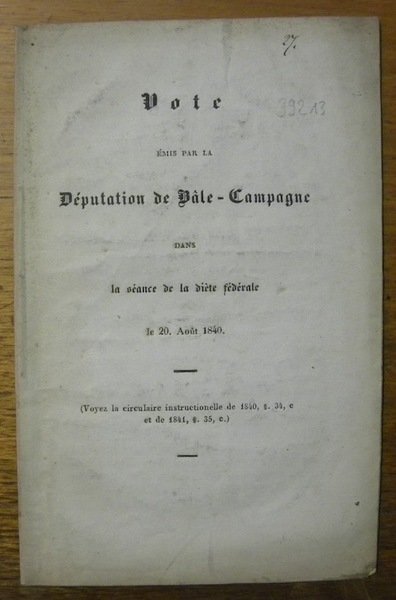 27.
39213
Vote
ÉMIS PAR LA
Députation de Bâle-Campagne
DANS
la séance de la diète fédérale
le 20. Août 1840.
(Voyez la circulaire instructionelle de 1840, §. 34, c
et de 1841, §. 35, c.)